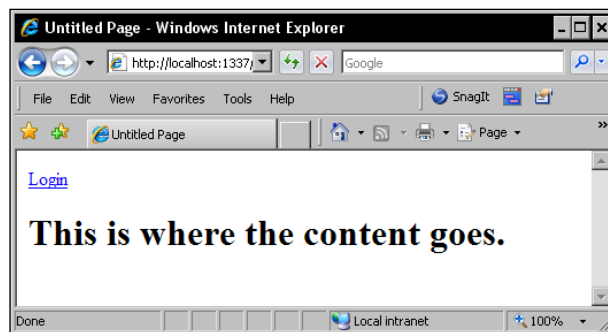 Untitled Page - Windows Internet Explorer
http://localhost:1337/
Google
File Edit View Favorites Tools Help
SnagIt
Untitled Page
Page
Login
This is where the content goes.
Done
Local intranet
100%